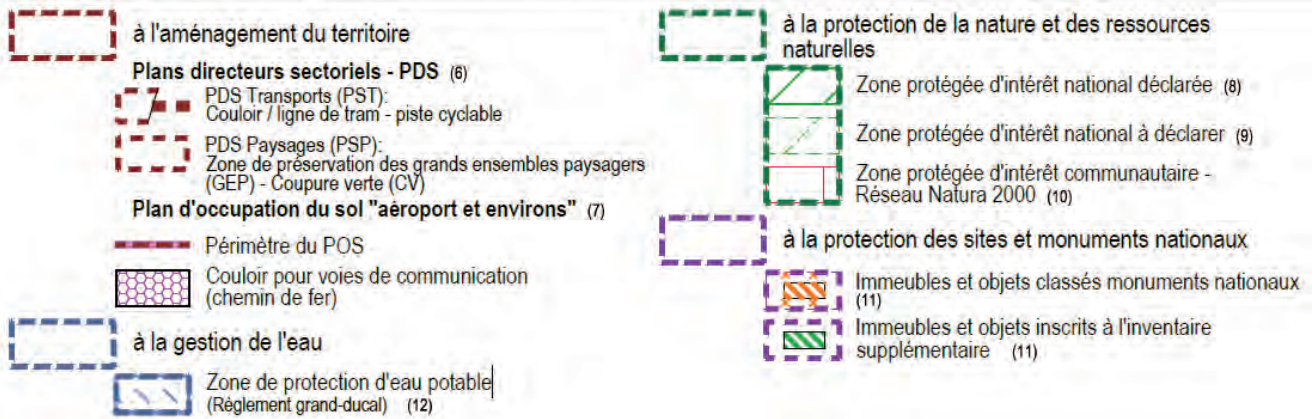 à l'aménagement du territoire
Plans directeurs sectoriels - PDS (6)
PDS Transports (PST):
Couloir / ligne de tram - piste cyclable
PDS Paysages (PSP):
Zone de préservation des grands ensembles paysagers
(GEP) - Coupure verte (CV)
Plan d'occupation du sol "aéroport et environs" (7)
Périmètre du POS
Couloir pour voies de communication
(chemin de fer)
à la gestion de l'eau
Zone de protection d'eau potable
(Règlement grand-ducal) (12)
à la protection de la nature et des ressources
naturelles
Zone protégée d'intérêt national déclarée (8)
Zone protégée d'intérêt national à déclarer (9)
Zone protégée d'intérêt communautaire -
Réseau Natura 2000 (10)
à la protection des sites et monuments nationaux
Immeubles et objets classés monuments nationaux
(11)
Immeubles et objets inscrits à l'inventaire
supplémentaire (11)